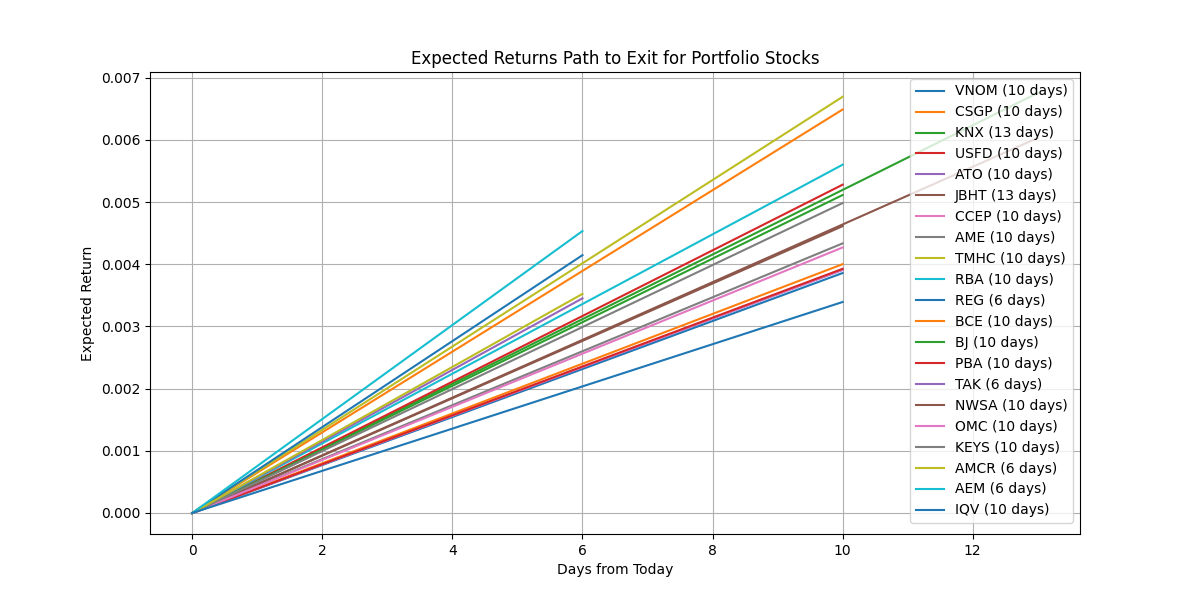 Expected Returns Path to Exit for Portfolio Stocks
Expected Return
0.007
0.006
0.005
0.004
0.003
0.002
0.001
0.000
VNOM (10 days)
CSGP (10 days)
KNX (13 days)
USFD (10 days)
ATO (10 days)
JBHT (13 days)
CCEP (10 days)
AME (10 days)
TMHC (10 days)
RBA (10 days)
REG (6 days)
BCE (10 days)
BJ (10 days)
PBA (10 days)
TAK (6 days)
NWSA (10 days)
OMC (10 days)
KEYS (10 days)
AMCR (6 days)
AEM (6 days)
IQV (10 days)
0 2 4 6 8 10 12
Days from Today